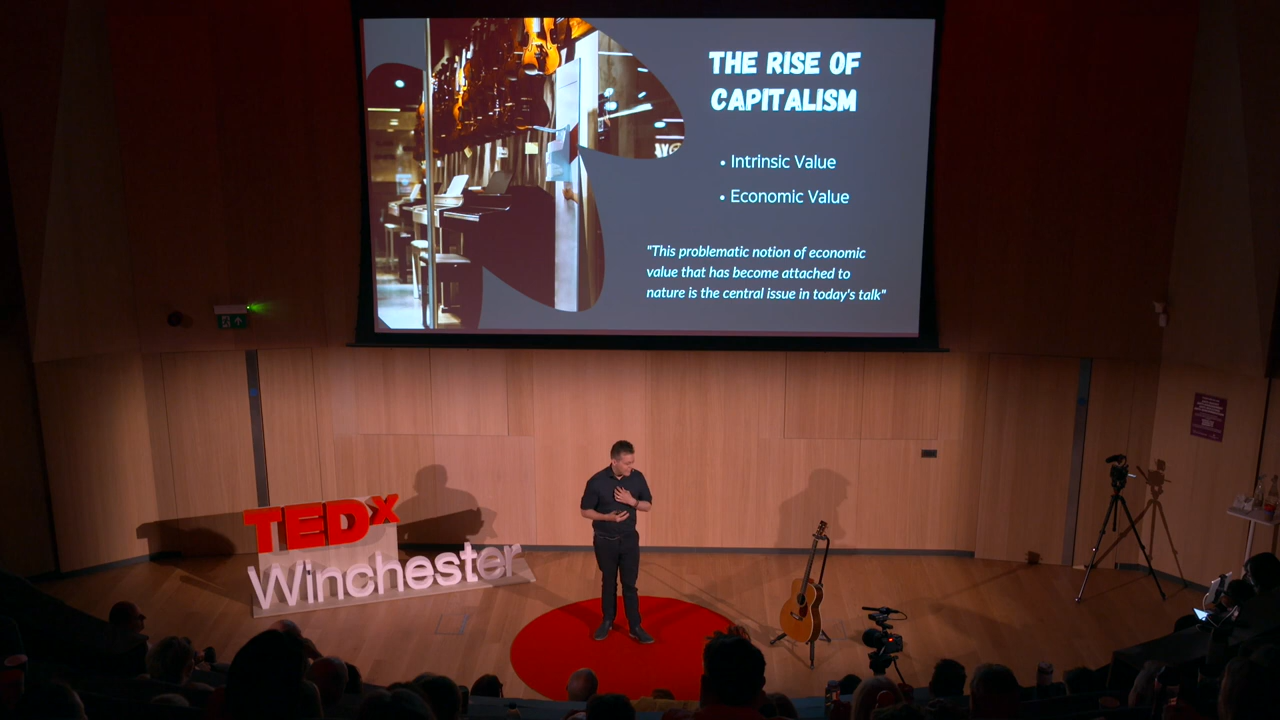 THE RISE OF
CAPITALISM
• Intrinsic Value
• Economic Value
"This problematic notion of economic
value that has become attached to
nature is the central issue in today's talk"
TEDx
Winchester